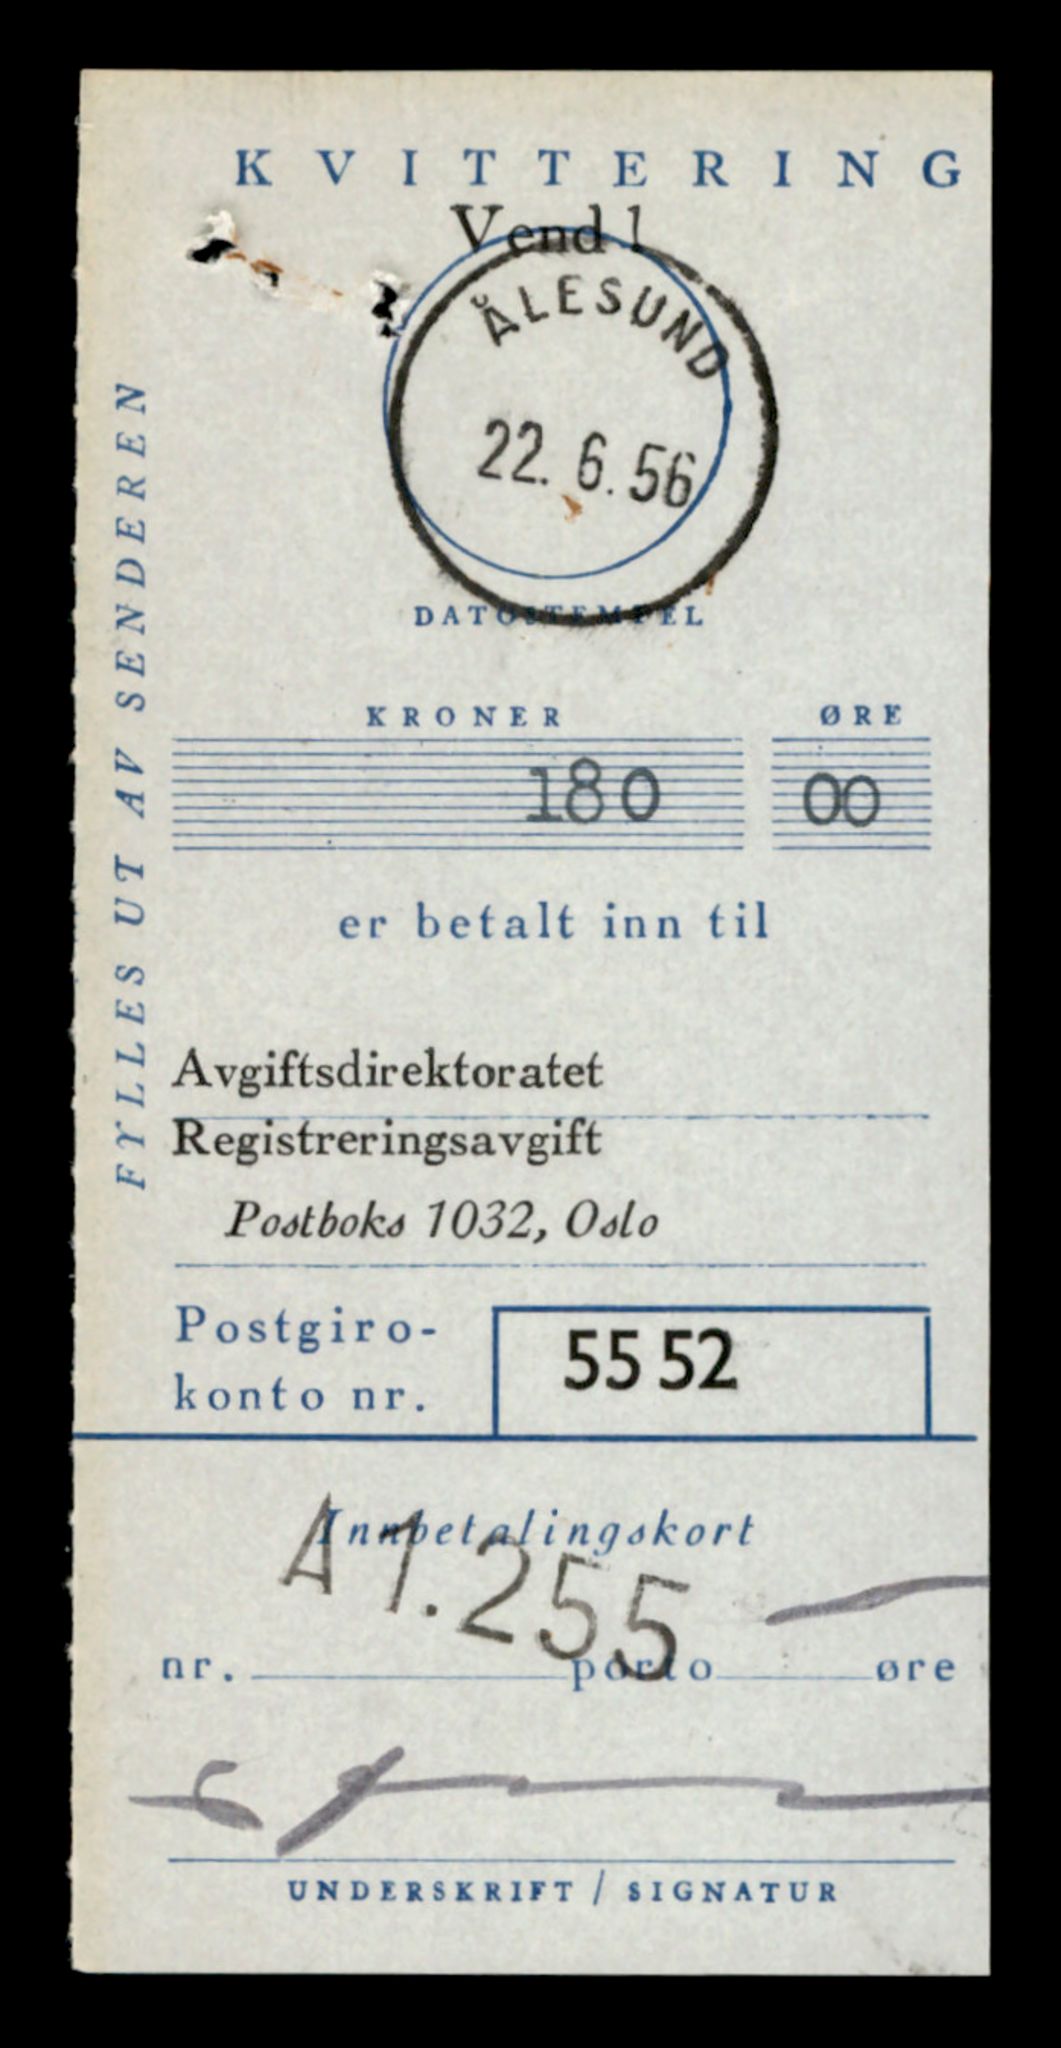 KVITTERING
Vend!
ÅLESUND
22. 6. 56
DATOSTEMPEL
FYLLES UT AV SENDEREN
KRONER ØRE
180 00
er betalt inn til
Avgiftsdirektoratet
Registreringsavgift
Postboks 1032, Oslo
Postgiro-
konto nr.
55 52
Innbetalingskort
A 1.255
nr. porto øre
UNDERSKRIFT / SIGNATUR